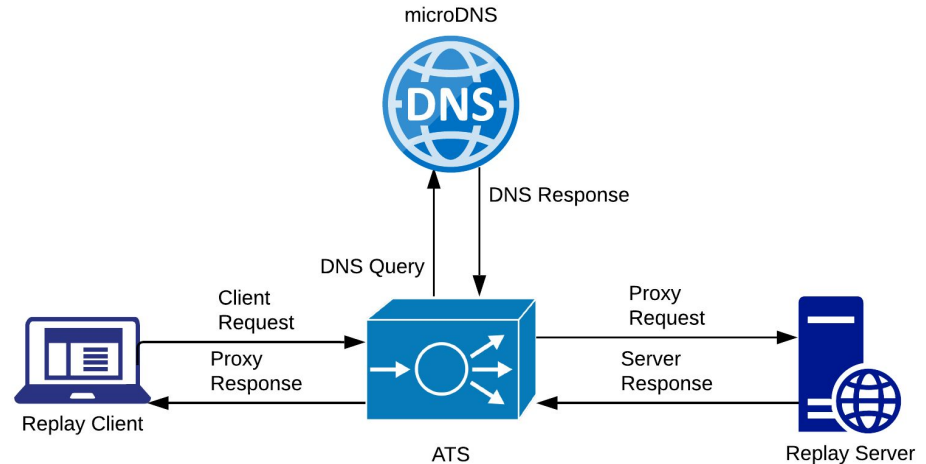 microDNS
DNS
DNS Response
DNS Query
Client
Request
Proxy
Response
Proxy
Request
Server
Response
Replay Client
ATS
Replay Server